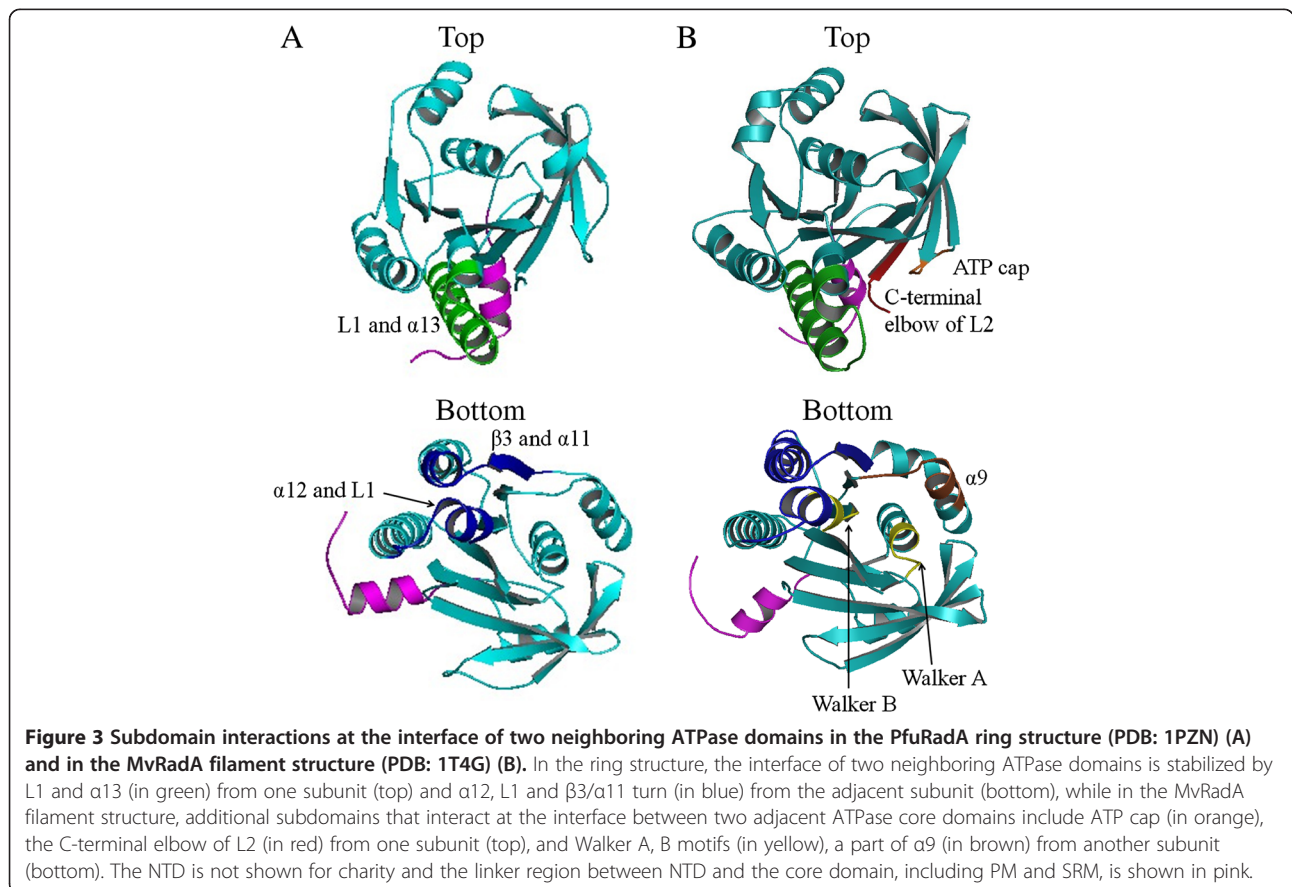 A
Top
B
Top
ATP cap
C-terminal
elbow of L2
L1 and α13
Bottom
Bottom
β3 and α11
α12 and L1
α9
Walker A
Walker B
Figure 3 Subdomain interactions at the interface of two neighboring ATPase domains in the PfuRadA ring structure (PDB: 1PZN) (A)
and in the MvRadA filament structure (PDB: 1T4G) (B). In the ring structure, the interface of two neighboring ATPase domains is stabilized by
L1 and α13 (in green) from one subunit (top) and α12, L1 and β3/α11 turn (in blue) from the adjacent subunit (bottom), while in the MvRadA
filament structure, additional subdomains that interact at the interface between two adjacent ATPase core domains include ATP cap (in orange),
the C-terminal elbow of L2 (in red) from one subunit (top), and Walker A, B motifs (in yellow), a part of α9 (in brown) from another subunit
(bottom). The NTD is not shown for charity and the linker region between NTD and the core domain, including PM and SRM, is shown in pink.